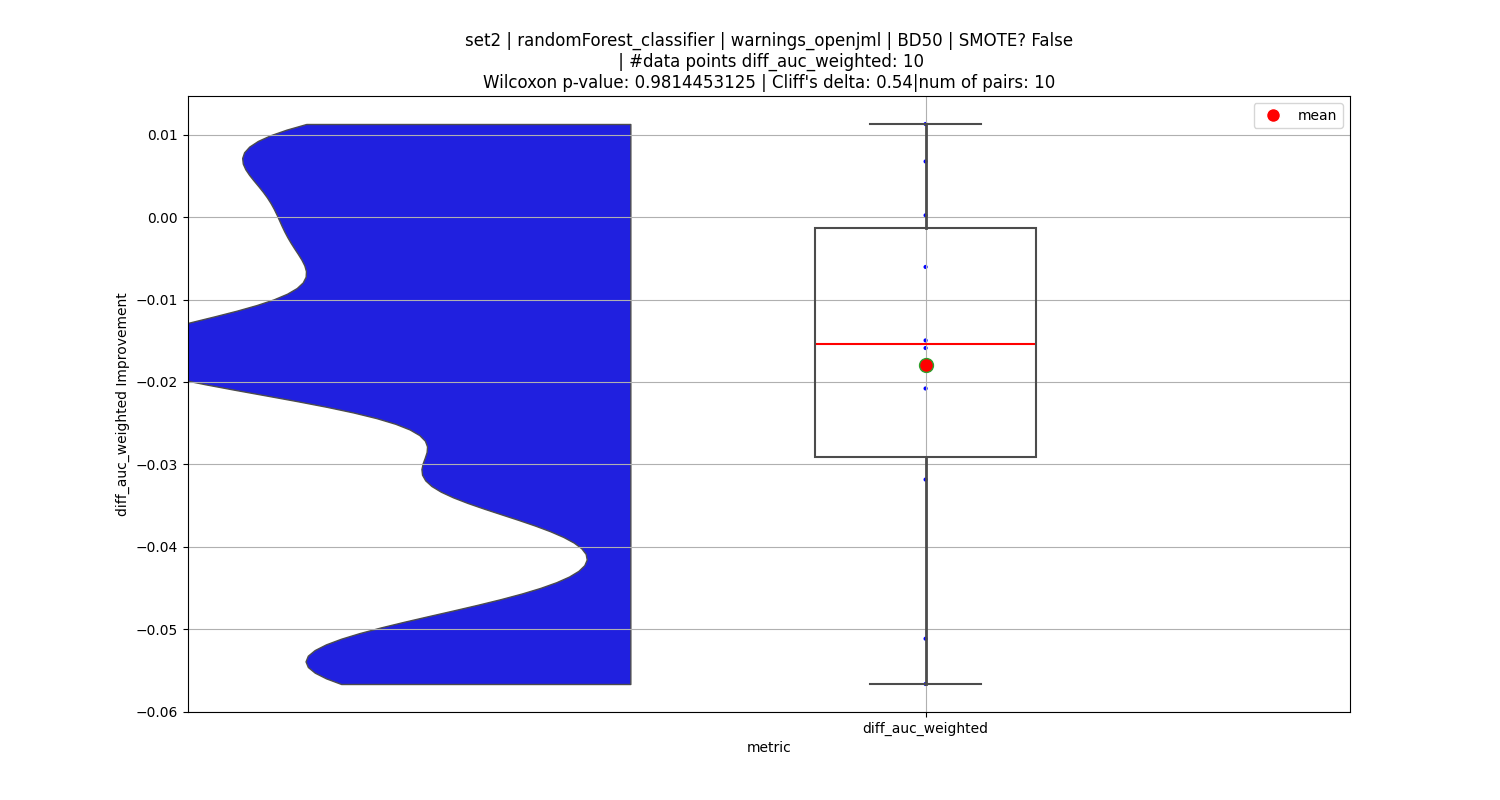 set2 | randomForest_classifier | warnings_openjml | BD50 | SMOTE? False
| #data points diff_auc_weighted: 10
Wilcoxon p-value: 0.9814453125 | Cliff's delta: 0.54|num of pairs: 10
mean
0.01
0.00
−0.01
−0.02
−0.03
−0.04
−0.05
−0.06
diff_auc_weighted Improvement
diff_auc_weighted
metric